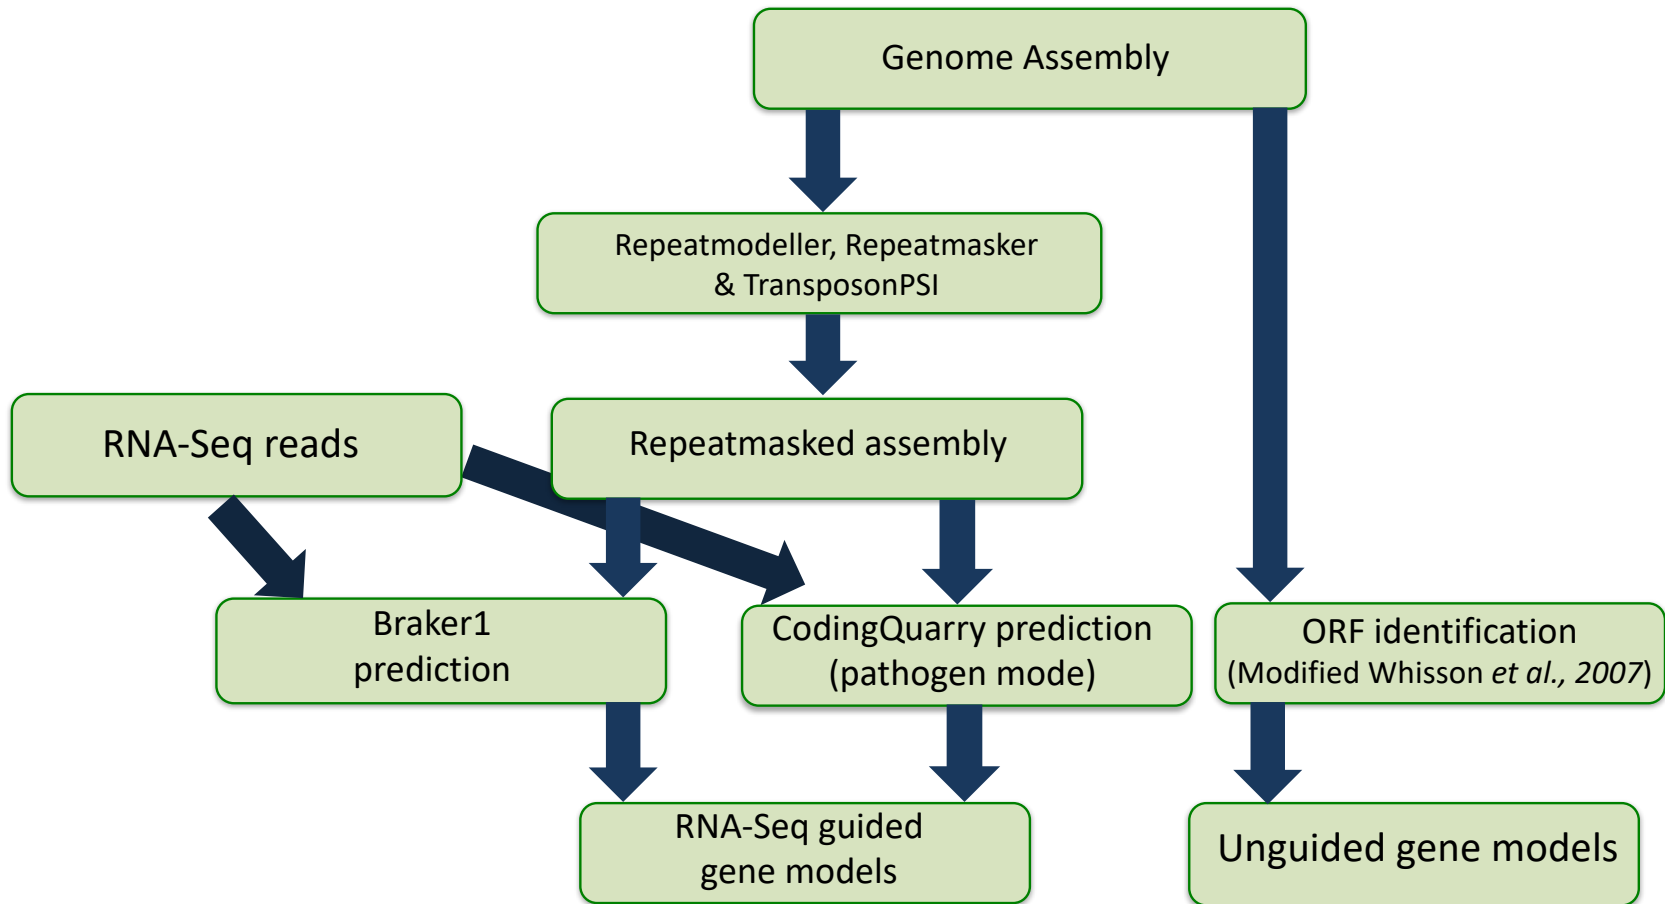 Genome Assembly
Repeatmodeller, Repeatmasker
& TransposonPSI
RNA-Seq reads
Repeatmasked assembly
Braker1
prediction
CodingQuarry prediction
(pathogen mode)
ORF identification
(Modified Whisson et al., 2007)
RNA-Seq guided
gene models
Unguided gene models